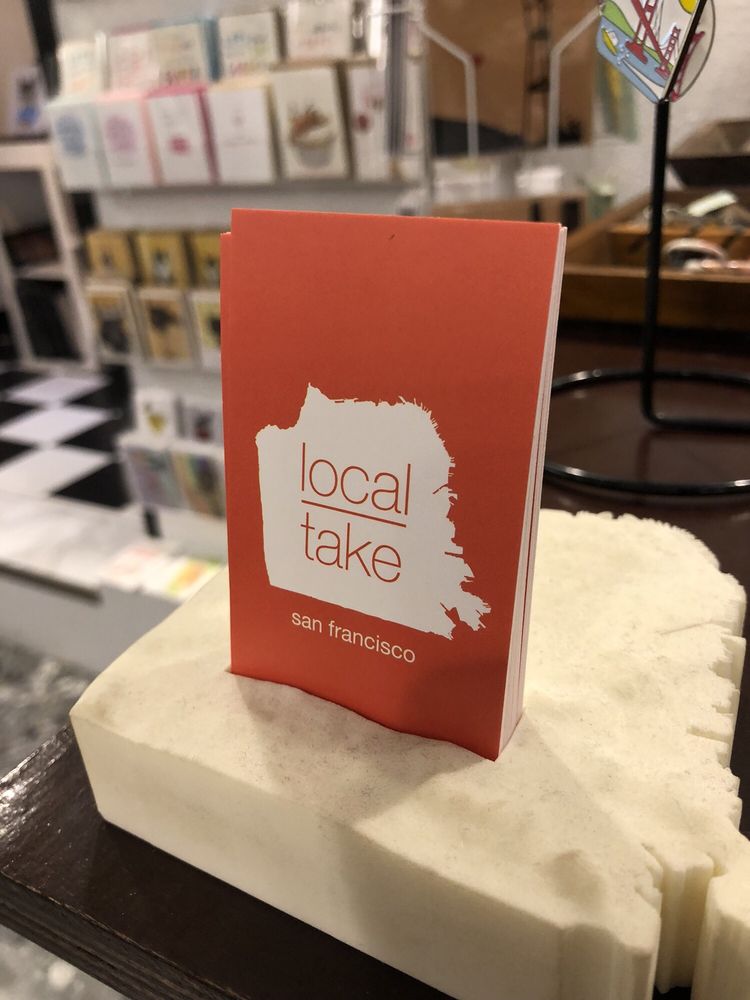 local
take
san francisco